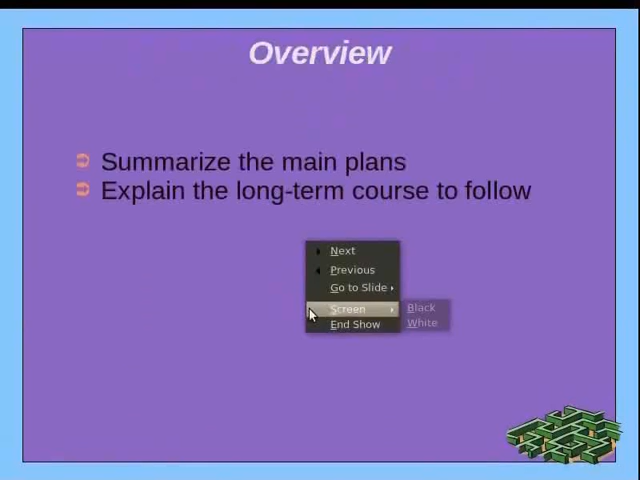 Overview
Summarize the main plans
Explain the long-term course to follow
Next
Previous
Go to Slide
Screen
End Show
Black
White